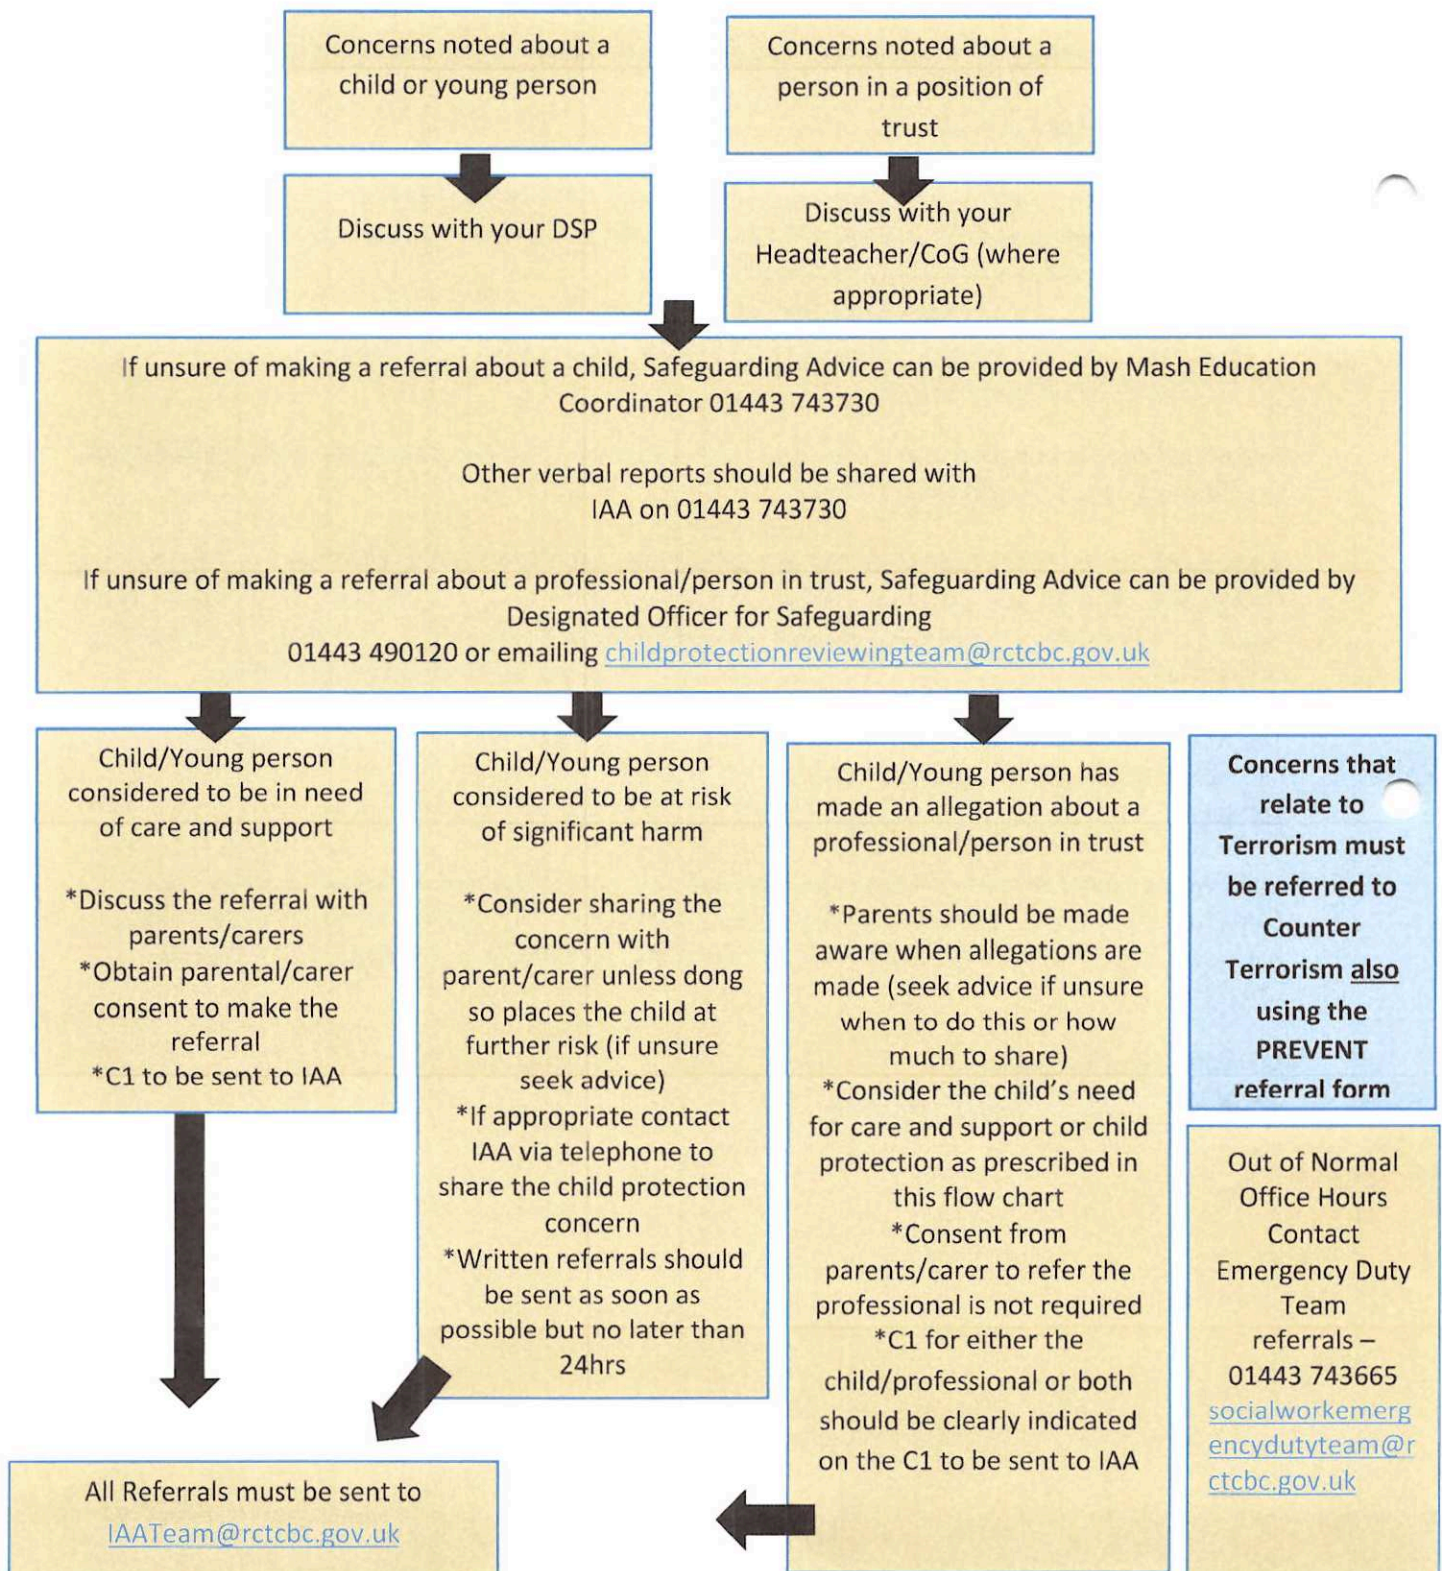 Concerns noted about a
child or young person
Concerns noted about a
person in a position of
trust
Discuss with your DSP
Discuss with your
Headteacher/CoG (where
appropriate)
If unsure of making a referral about a child, Safeguarding Advice can be provided by Mash Education
Coordinator 01443 743730
Other verbal reports should be shared with
IAA on 01443 743730
If unsure of making a referral about a professional/person in trust, Safeguarding Advice can be provided by
Designated Officer for Safeguarding
01443 490120 or emailing childprotectionreviewingteam@rctcbc.gov.uk
Child/Young person
considered to be in need
of care and support
*Discuss the referral with
parents/carers
*Obtain parental/carer
consent to make the
referral
*C1 to be sent to IAA
Child/Young person
considered to be at risk
of significant harm
*Consider sharing the
concern with
parent/carer unless dong
so places the child at
further risk (if unsure
seek advice)
*If appropriate contact
IAA via telephone to
share the child protection
concern
*Written referrals should
be sent as soon as
possible but no later than
24hrs
Child/Young person has
made an allegation about a
professional/person in trust
*Parents should be made
aware when allegations are
made (seek advice if unsure
when to do this or how
much to share)
*Consider the child's need
for care and support or child
protection as prescribed in
this flow chart
*Consent from
parents/carer to refer the
professional is not required
*C1 for either the
child/professional or both
should be clearly indicated
on the C1 to be sent to IAA
Concerns that
relate to
Terrorism must
be referred to
Counter
Terrorism also
using the
PREVENT
referral form
Out of Normal
Office Hours
Contact
Emergency Duty
Team
referrals –
01443 743665
socialworkemerg
encydutyteam@r
ctcbc.gov.uk
All Referrals must be sent to
IAATeam@rctcbc.gov.uk